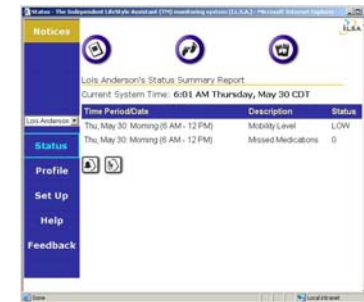 Status - The Independent LifeStyle Assistant (TM) monitoring system (I.L.S.A.) - Microsoft Internet Explorer
Notices
I.L.S.A.
Lois Anderson's Status Summary Report
Current System Time: 6:01 AM Thursday, May 30 CDT
Time Period/Date Description Status
Thu, May 30 Morning (6 AM - 12 PM) Mobility Level LOW
Thu, May 30 Morning (6 AM - 12 PM) Missed Medications 0
Lois Anderson
Status
Profile
Set Up
Help
Feedback
Done
Local intranet